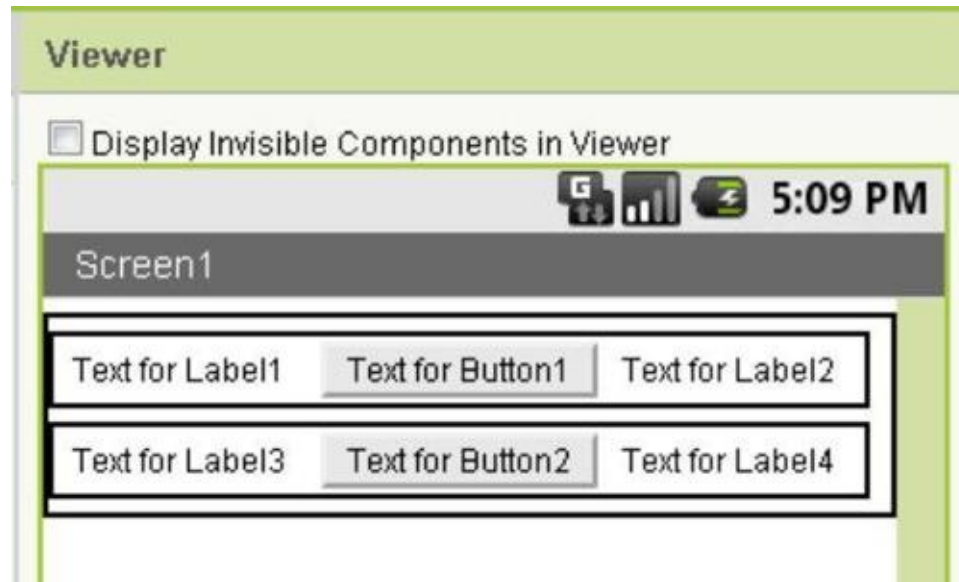 Viewer
Display Invisible Components in Viewer
G 5:09 PM
Screen1
Text for Label1 Text for Button1 Text for Label2
Text for Label3 Text for Button2 Text for Label4